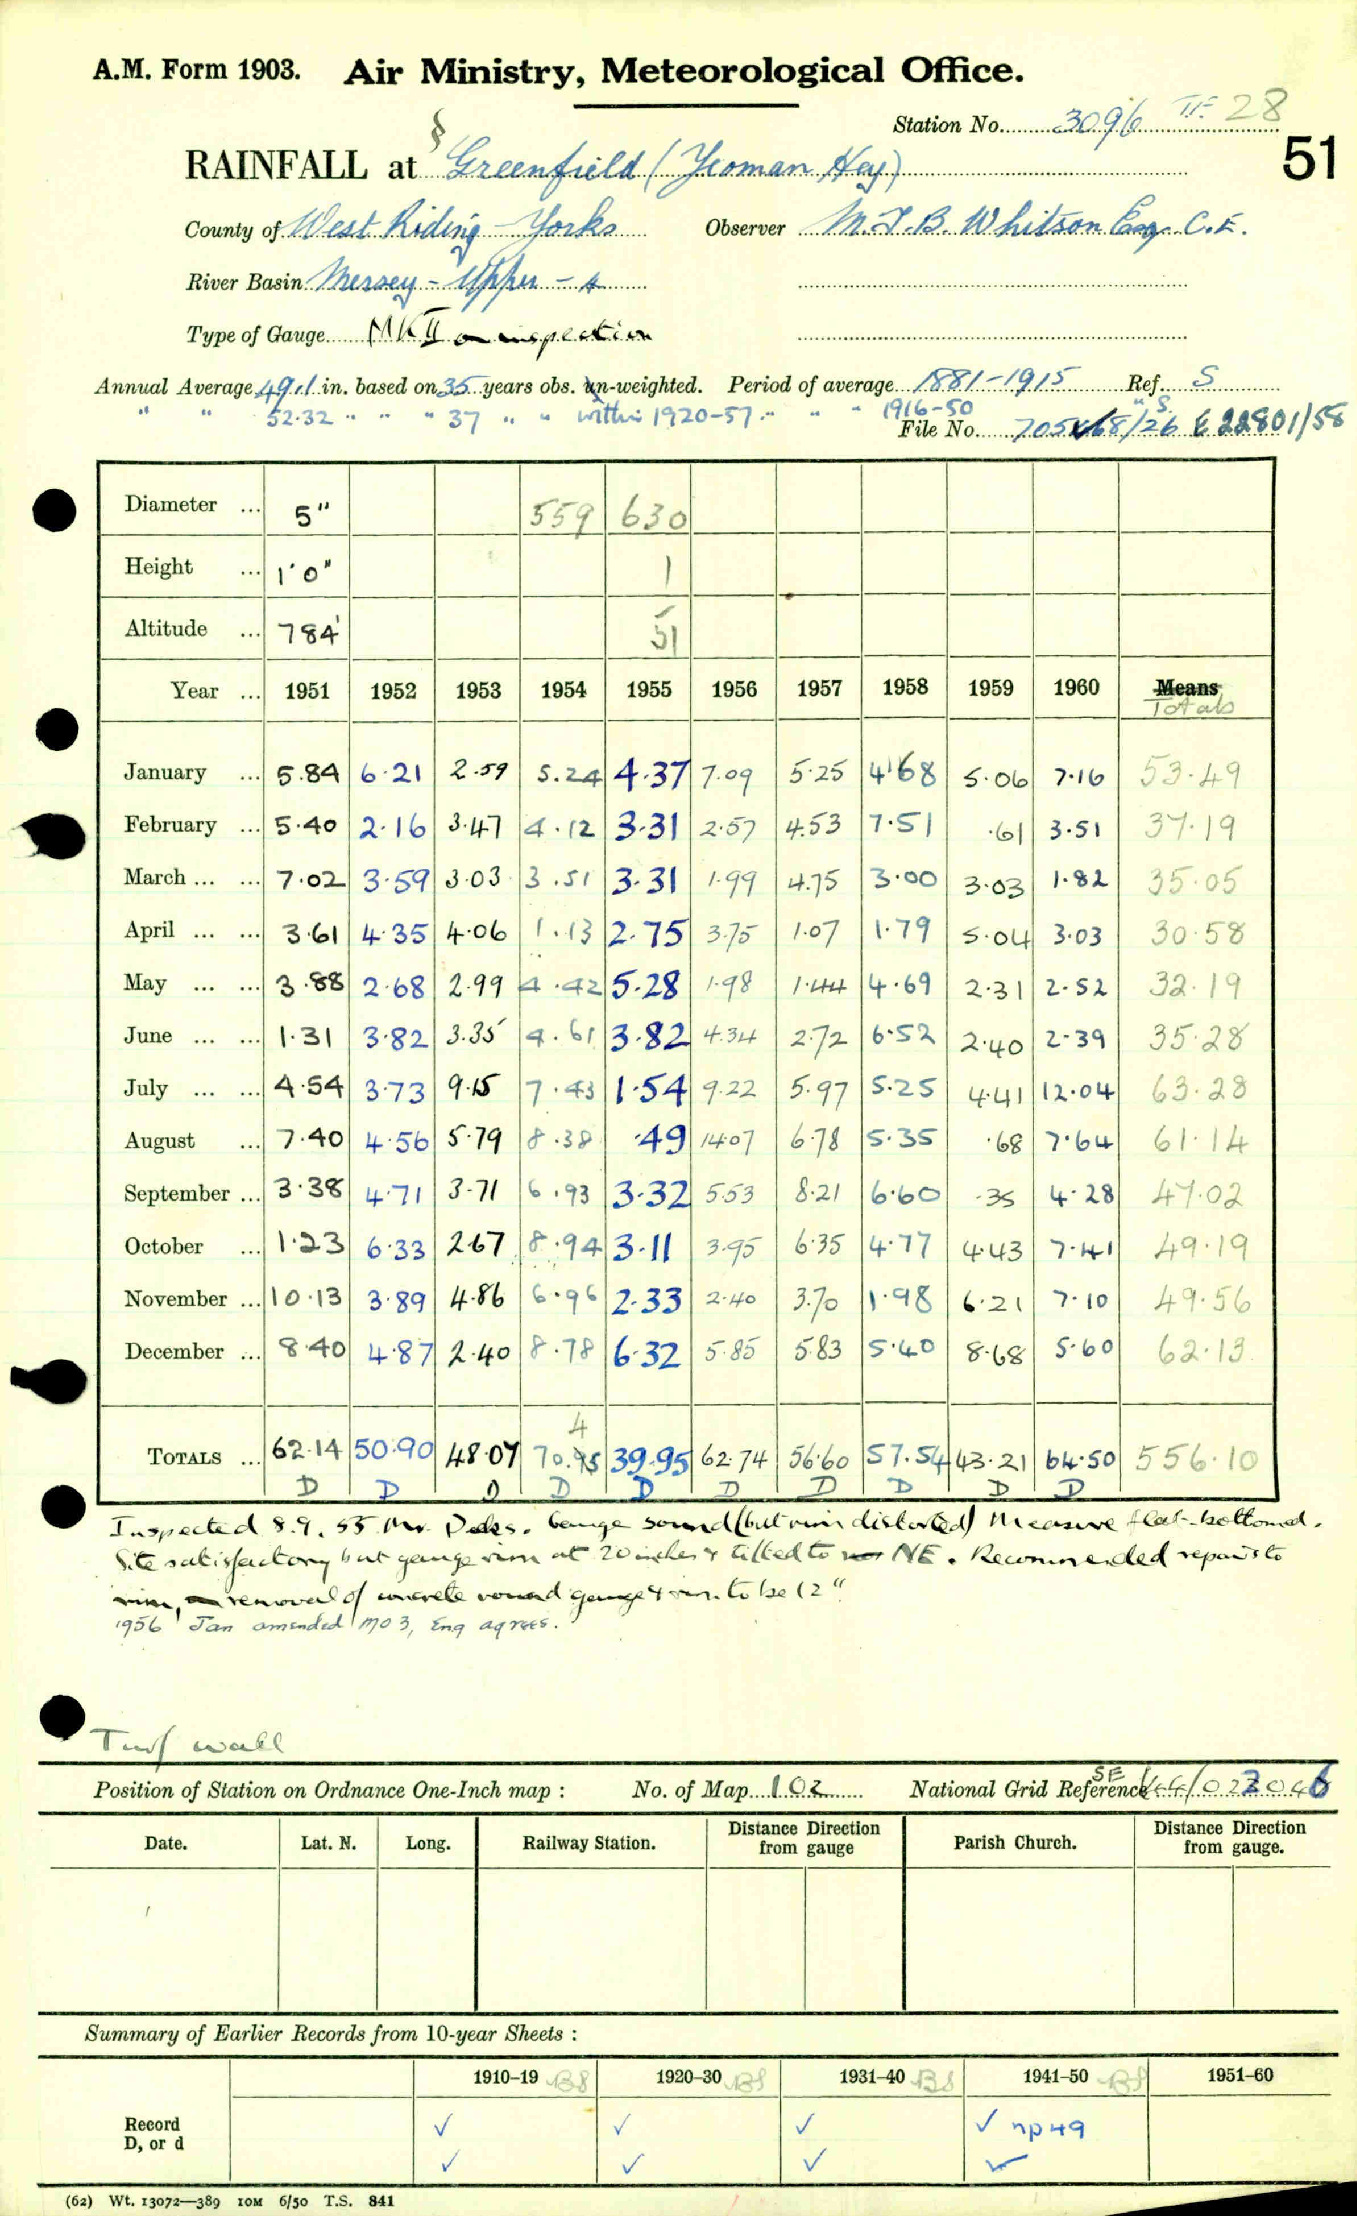 A.M. Form 1903. Air Ministry, Meteorological Office.
Station No. 3096 28
51
RAINFALL at Greenfield (Yeoman Hey)
County of West Riding - Yorks Observer M.T.B. Whitson Esq. C.E.
River Basin Mersey - Upper -
Type of Gauge MK II on inspection
Annual Average 49.1 in. based on 35 years obs. un-weighted. Period of average 1881-1915 Ref. S
" " 52.32 " " " 37 " " within 1920-57 " " " 1916-50 " S.
File No. 705 68/26 E 22801/58
Diameter ... 5" 559 630
Height ... 1'0" 1
Altitude ... 784' 51
Year ... 1951 1952 1953 1954 1955 1956 1957 1958 1959 1960 Means Totals
January ... 5.84 6.21 2.59 5.24 4.37 7.09 5.25 4.68 5.06 7.16 53.49
February ... 5.40 2.16 3.47 4.12 3.31 2.57 4.53 7.51 .61 3.51 37.19
March ... ... 7.02 3.59 3.03 3.51 3.31 1.99 4.75 3.00 3.03 1.82 35.05
April ... ... 3.61 4.35 4.06 1.13 2.75 3.75 1.07 1.79 5.04 3.03 30.58
May ... ... 3.88 2.68 2.99 4.42 5.28 1.98 1.44 4.69 2.31 2.52 32.19
June ... ... 1.31 3.82 3.35 4.61 3.82 4.34 2.72 6.52 2.40 2.39 35.28
July ... ... 4.54 3.73 9.15 7.43 1.54 9.22 5.97 5.25 4.41 12.04 63.28
August ... 7.40 4.56 5.79 8.38 .49 14.07 6.78 5.35 .68 7.64 61.14
September ... 3.38 4.71 3.71 6.93 3.32 5.53 8.21 6.60 .35 4.28 47.02
October ... 1.23 6.33 2.67 8.94 3.11 3.95 6.35 4.77 4.43 7.41 49.19
November ... 10.13 3.89 4.86 6.96 2.33 2.40 3.70 1.98 6.21 7.10 49.56
December ... 8.40 4.87 2.40 8.78 6.32 5.85 5.83 5.40 8.68 5.60 62.13
4
TOTALS ... 62.14 50.90 48.07 70.45 39.95 62.74 56.60 57.54 43.21 64.50 556.10
D D D D D D D D D D
Inspected 8.9.55 Mr. Gauge sound (but rim distorted) Measure flat-bottomed.
Site satisfactory but gauge rim at 20 inches & tilted to NE. Recommended repairs to
rim, removal of concrete round gauge & rim to be 12"
1956 Jan amended MO3, Eng agrees.
Turf wall
Position of Station on Ordnance One-Inch map : No. of Map 102 National Grid Reference SE 44/
Date. Lat. N. Long. Railway Station. Distance from Direction gauge Parish Church. Distance from Direction gauge.
Summary of Earlier Records from 10-year Sheets :
1910-19 1920-30 1931-40 1941-50 1951-60
Record ✓ ✓ ✓ ✓ np49
D, or d ✓ ✓ ✓ ✓
(62) Wt. 13072—389 10M 6/50 T.S. 841